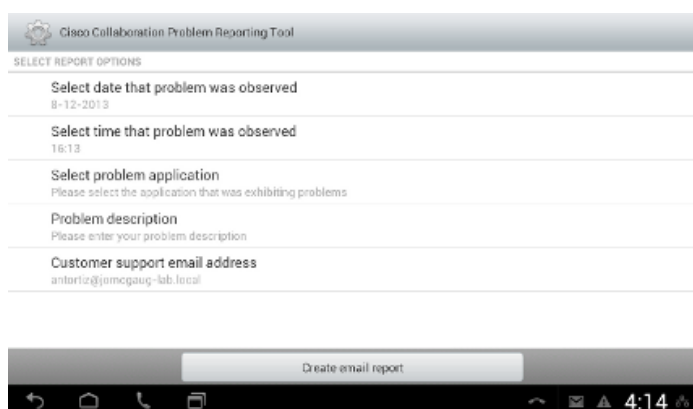 Cisco Collaboration Problem Reporting Tool
SELECT REPORT OPTIONS
Select date that problem was observed
8-12-2013
Select time that problem was observed
16:13
Select problem application
Please select the application that was exhibiting problems
Problem description
Please enter your problem description
Customer support email address
antortiz@jomcgaug-lab.local
Create email report
4:14